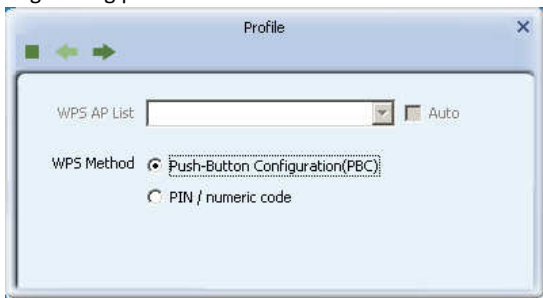 Profile
WPS AP List Auto
WPS Method Push-Button Configuration(PBC)
PIN / numeric code